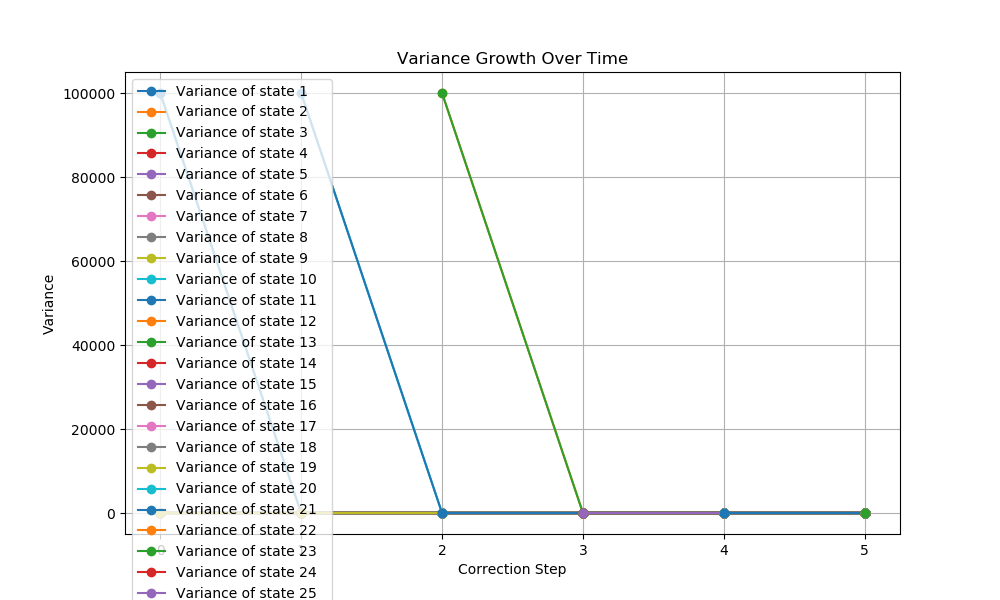 Variance Growth Over Time
100000
80000
60000
40000
20000
0
Variance
Variance of state 1
Variance of state 2
Variance of state 3
Variance of state 4
Variance of state 5
Variance of state 6
Variance of state 7
Variance of state 8
Variance of state 9
Variance of state 10
Variance of state 11
Variance of state 12
Variance of state 13
Variance of state 14
Variance of state 15
Variance of state 16
Variance of state 17
Variance of state 18
Variance of state 19
Variance of state 20
Variance of state 21
Variance of state 22
Variance of state 23
Variance of state 24
Variance of state 25
2 3 4 5
Correction Step